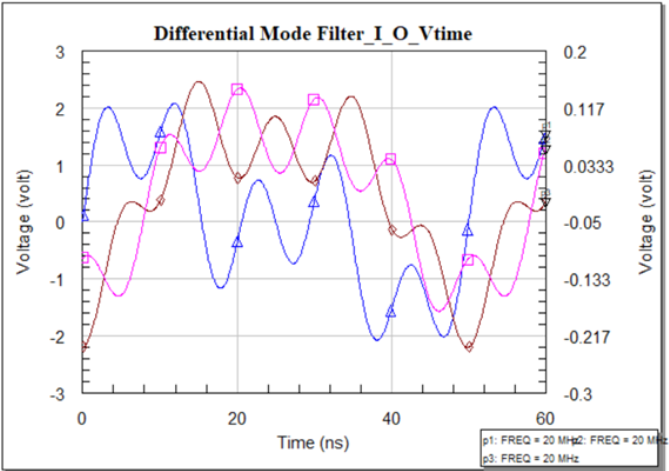 Differential Mode Filter_I_O_Vtime
3 0.2
2 0.117
1 0.0333
0 -0.05
-1 -0.133
-2 -0.217
-3 -0.3
Voltage (volt)
Voltage (volt)
0 20 40 60
Time (ns)
p1: FREQ = 20 MHz p2: FREQ = 20 MHz
p3: FREQ = 20 MHz